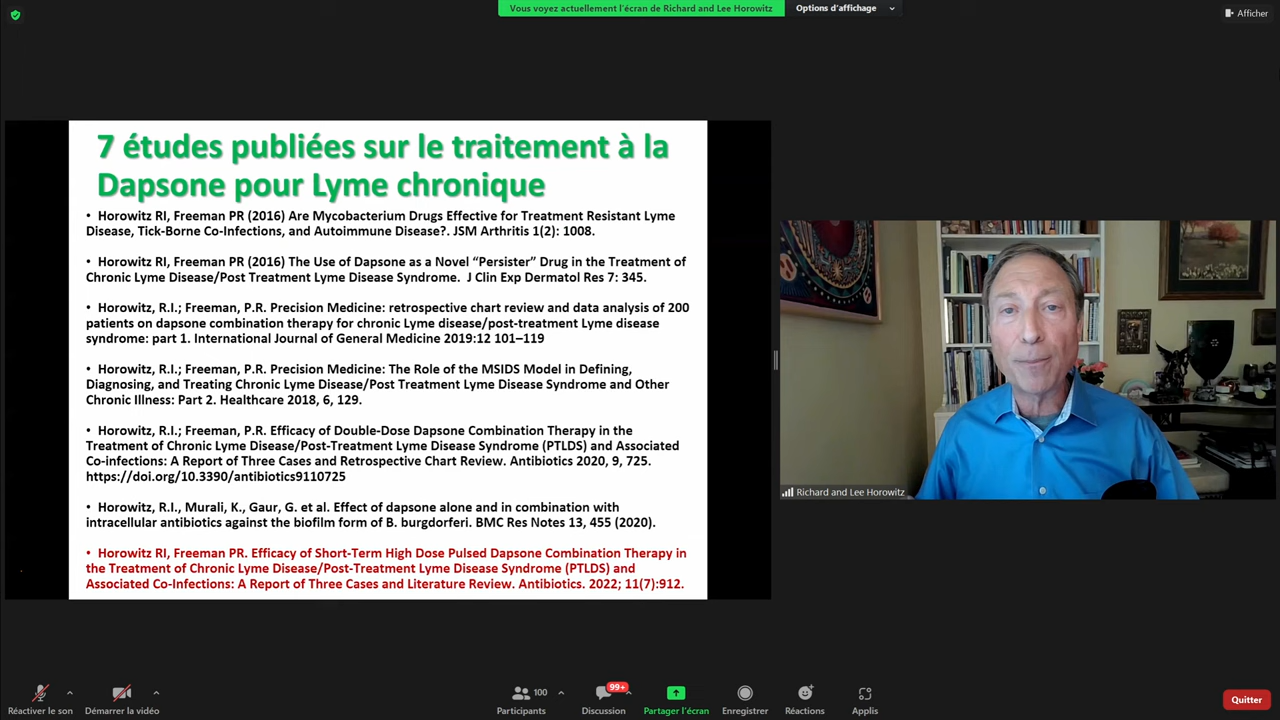 Vous voyez actuellement l'écran de Richard and Lee Horowitz
Options d'affichage
Afficher
7 études publiées sur le traitement à la
Dapsone pour Lyme chronique
• Horowitz RI, Freeman PR (2016) Are Mycobacterium Drugs Effective for Treatment Resistant Lyme
Disease, Tick-Borne Co-Infections, and Autoimmune Disease?. JSM Arthritis 1(2): 1008.
• Horowitz RI, Freeman PR (2016) The Use of Dapsone as a Novel “Persister” Drug in the Treatment of
Chronic Lyme Disease/Post Treatment Lyme Disease Syndrome. J Clin Exp Dermatol Res 7: 345.
• Horowitz, R.I.; Freeman, P.R. Precision Medicine: retrospective chart review and data analysis of 200
patients on dapsone combination therapy for chronic Lyme disease/post-treatment Lyme disease
syndrome: part 1. International Journal of General Medicine 2019:12 101–119
• Horowitz, R.I.; Freeman, P.R. Precision Medicine: The Role of the MSIDS Model in Defining,
Diagnosing, and Treating Chronic Lyme Disease/Post Treatment Lyme Disease Syndrome and Other
Chronic Illness: Part 2. Healthcare 2018, 6, 129.
• Horowitz, R.I.; Freeman, P.R. Efficacy of Double-Dose Dapsone Combination Therapy in the
Treatment of Chronic Lyme Disease/Post-Treatment Lyme Disease Syndrome (PTLDS) and Associated
Co-infections: A Report of Three Cases and Retrospective Chart Review. Antibiotics 2020, 9, 725.
https://doi.org/10.3390/antibiotics9110725
• Horowitz, R.I., Murali, K., Gaur, G. et al. Effect of dapsone alone and in combination with
intracellular antibiotics against the biofilm form of B. burgdorferi. BMC Res Notes 13, 455 (2020).
• Horowitz RI, Freeman PR. Efficacy of Short-Term High Dose Pulsed Dapsone Combination Therapy in
the Treatment of Chronic Lyme Disease/Post-Treatment Lyme Disease Syndrome (PTLDS) and
Associated Co-Infections: A Report of Three Cases and Literature Review. Antibiotics. 2022; 11(7):912.
Richard and Lee Horowitz
Réactiver le son
Démarrer la vidéo
100
Participants
99+
Discussion
Partager l'écran
Enregistrer
Réactions
Applis
Quitter